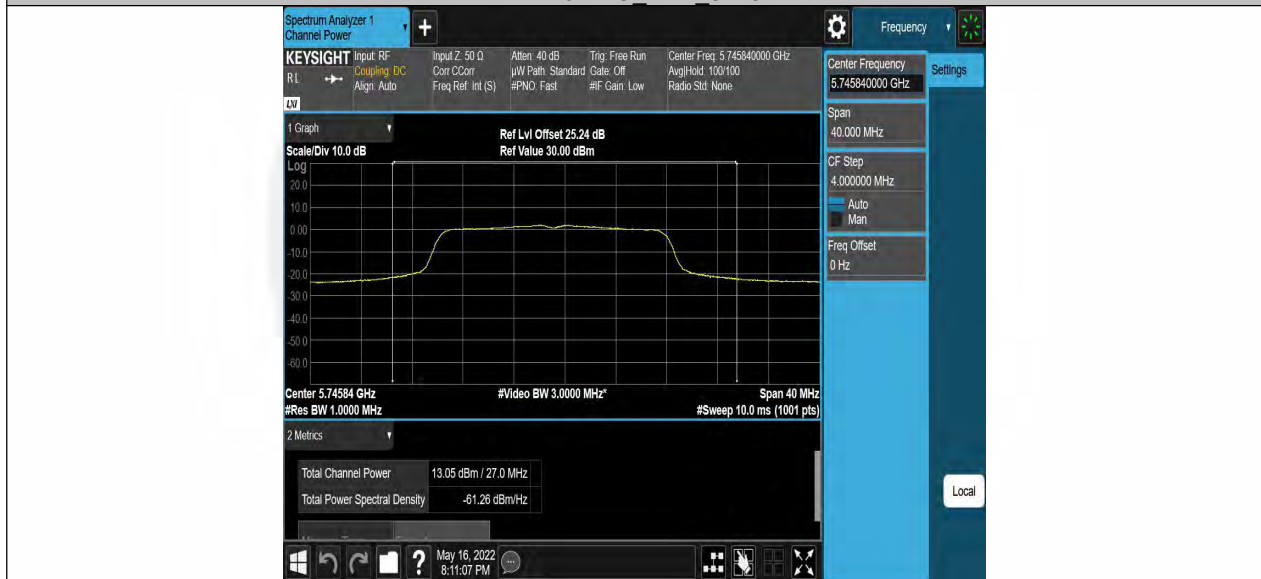 Spectrum Analyzer 1
Channel Power
+
Frequency
KEYSIGHT
RL
LXI
Input: RF
Coupling: DC
Align: Auto
Input Z: 50 Ω
Corr CCorr
Freq Ref: Int (S)
Atten: 40 dB
µW Path: Standard
#PNO: Fast
Trig: Free Run
Gate: Off
#IF Gain: Low
Center Freq: 5.745840000 GHz
Avg|Hold: 100/100
Radio Std: None
Center Frequency
5.745840000 GHz
Settings
Span
40.000 MHz
CF Step
4.000000 MHz
Auto
Man
Freq Offset
0 Hz
Local
1 Graph
Scale/Div 10.0 dB
Ref Lvl Offset 25.24 dB
Ref Value 30.00 dBm
Log
20.0
10.0
0.00
-10.0
-20.0
-30.0
-40.0
-50.0
-60.0
Center 5.74584 GHz
#Video BW 3.0000 MHz*
Span 40 MHz
#Res BW 1.0000 MHz
#Sweep 10.0 ms (1001 pts)
2 Metrics
Total Channel Power 13.05 dBm / 27.0 MHz
Total Power Spectral Density -61.26 dBm/Hz
?
May 16, 2022
8:11:07 PM